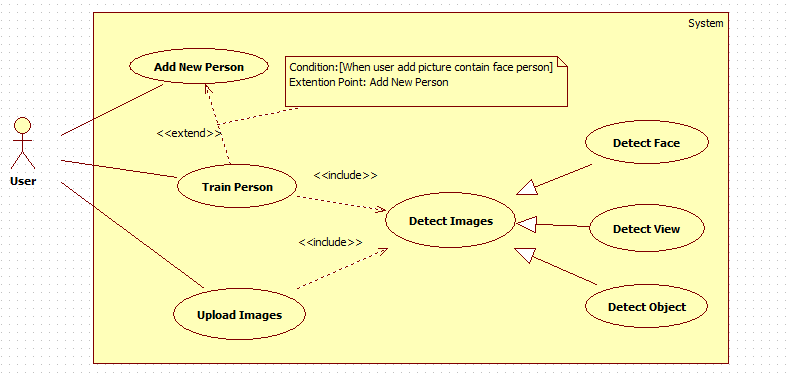 System
Add New Person
Condition:[When user add picture contain face person]
Extention Point: Add New Person
<<extend>>
Detect Face
User
Train Person
<<include>>
Detect Images
Detect View
<<include>>
Upload Images
Detect Object